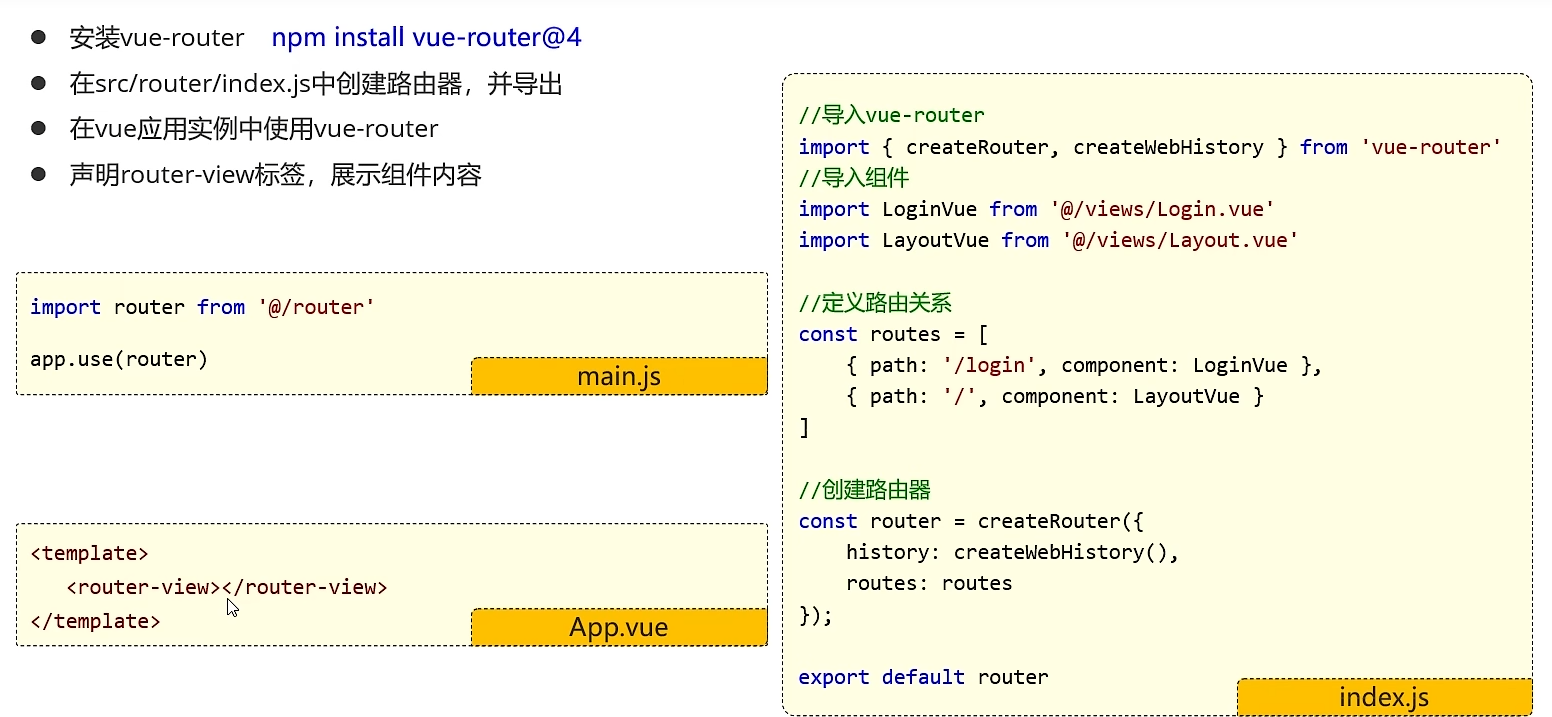 ● 安装vue-router npm install vue-router@4
● 在src/router/index.js中创建路由器，并导出
● 在vue应用实例中使用vue-router
● 声明router-view标签，展示组件内容
import router from '@/router'
app.use(router)
main.js
<template>
<router-view></router-view>
</template>
App.vue
//导入vue-router
import { createRouter, createWebHistory } from 'vue-router'
//导入组件
import LoginVue from '@/views/Login.vue'
import LayoutVue from '@/views/Layout.vue'
//定义路由关系
const routes = [
{ path: '/login', component: LoginVue },
{ path: '/', component: LayoutVue }
]
//创建路由器
const router = createRouter({
history: createWebHistory(),
routes: routes
});
export default router
index.js